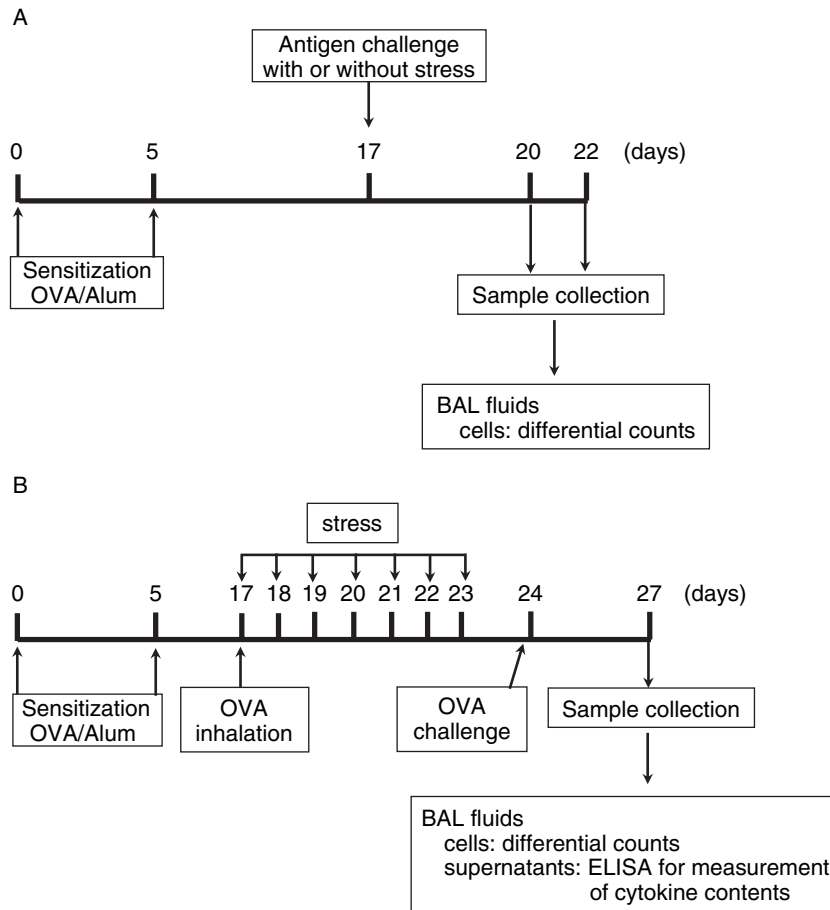 A
Antigen challenge
with or without stress
0 5 17 20 22 (days)
Sensitization
OVA/Alum
Sample collection
BAL fluids
cells: differential counts
B
stress
0 5 17 18 19 20 21 22 23 24 27 (days)
Sensitization
OVA/Alum
OVA
inhalation
OVA
challenge
Sample collection
BAL fluids
cells: differential counts
supernatants: ELISA for measurement
of cytokine contents